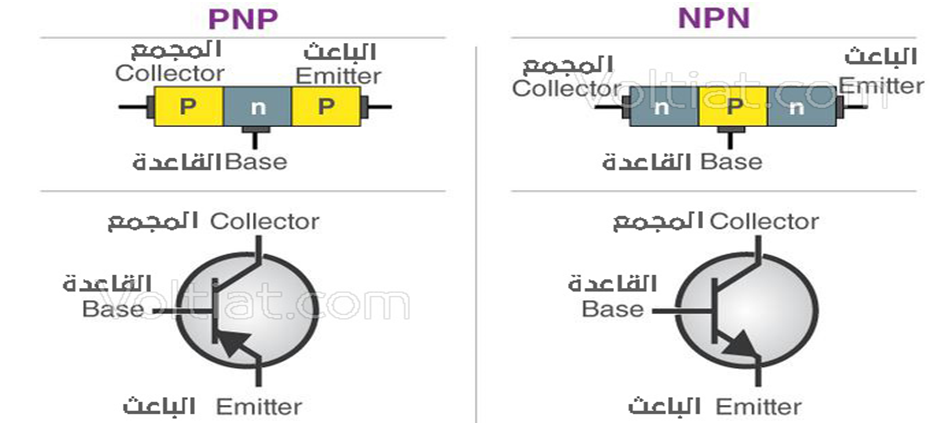 PNP
المجمع
Collector
الباعث
Emitter
P n P
القاعدة Base
المجمع Collector
القاعدة
Base
الباعث Emitter
Voltiat.com
NPN
المجمع
Collector
الباعث
Emitter
n P n
القاعدة Base
المجمع Collector
القاعدة
Base
الباعث Emitter
Voltiat.com